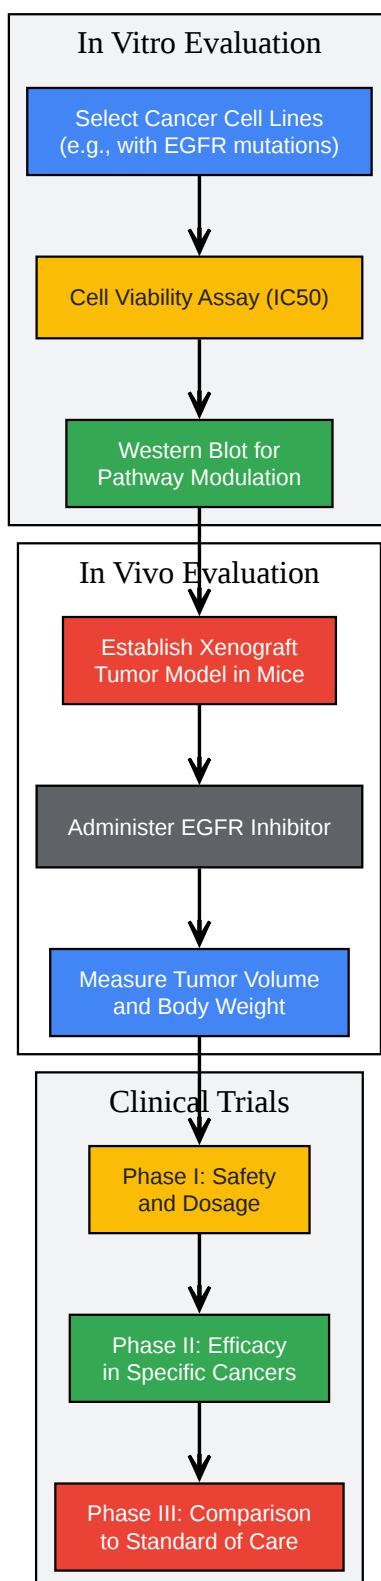 In Vitro Evaluation
Select Cancer Cell Lines
(e.g., with EGFR mutations)
Cell Viability Assay (IC50)
Western Blot for
Pathway Modulation
In Vivo Evaluation
Establish Xenograft
Tumor Model in Mice
Administer EGFR Inhibitor
Measure Tumor Volume
and Body Weight
Clinical Trials
Phase I: Safety
and Dosage
Phase II: Efficacy
in Specific Cancers
Phase III: Comparison
to Standard of Care